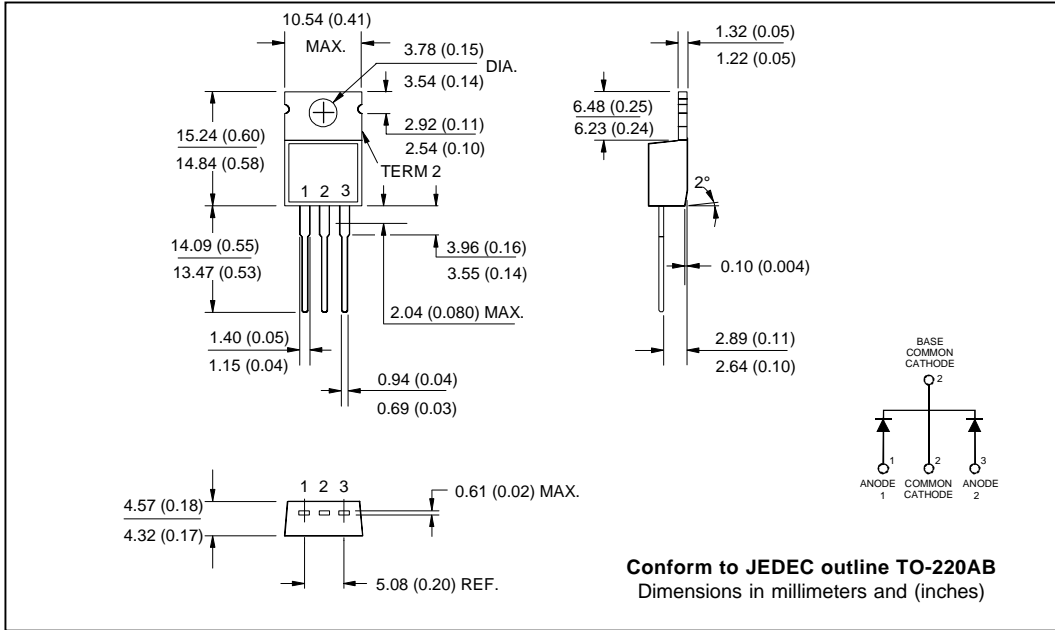 10.54 (0.41)
MAX.
3.78 (0.15)
3.54 (0.14)
DIA.
2.92 (0.11)
2.54 (0.10)
TERM 2
15.24 (0.60)
14.84 (0.58)
1 2 3
14.09 (0.55)
13.47 (0.53)
3.96 (0.16)
3.55 (0.14)
2.04 (0.080) MAX.
1.40 (0.05)
1.15 (0.04)
0.94 (0.04)
0.69 (0.03)
1.32 (0.05)
1.22 (0.05)
6.48 (0.25)
6.23 (0.24)
2°
0.10 (0.004)
2.89 (0.11)
2.64 (0.10)
BASE
COMMON
CATHODE
2
1 2 3
ANODE
1
COMMON
CATHODE
ANODE
2
1 2 3
4.57 (0.18)
4.32 (0.17)
0.61 (0.02) MAX.
5.08 (0.20) REF.
Conform to JEDEC outline TO-220AB
Dimensions in millimeters and (inches)